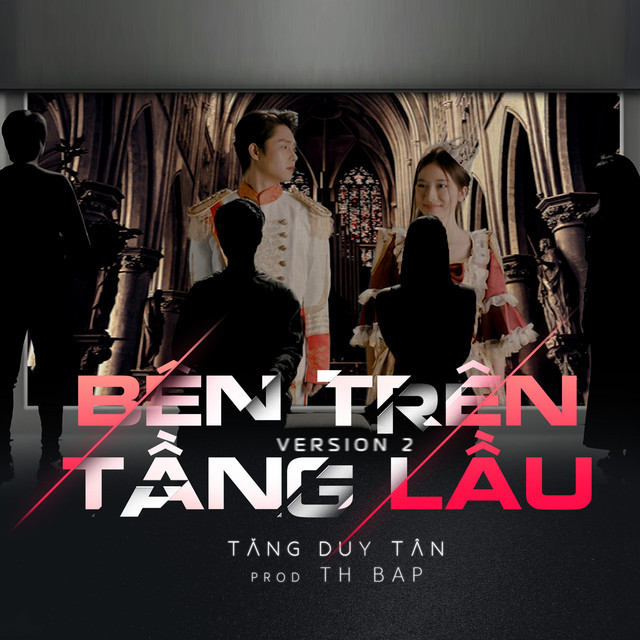 BÊN TRÊN
VERSION 2
TẦNG LẦU
TĂNG DUY TÂN
PROD TH BAP